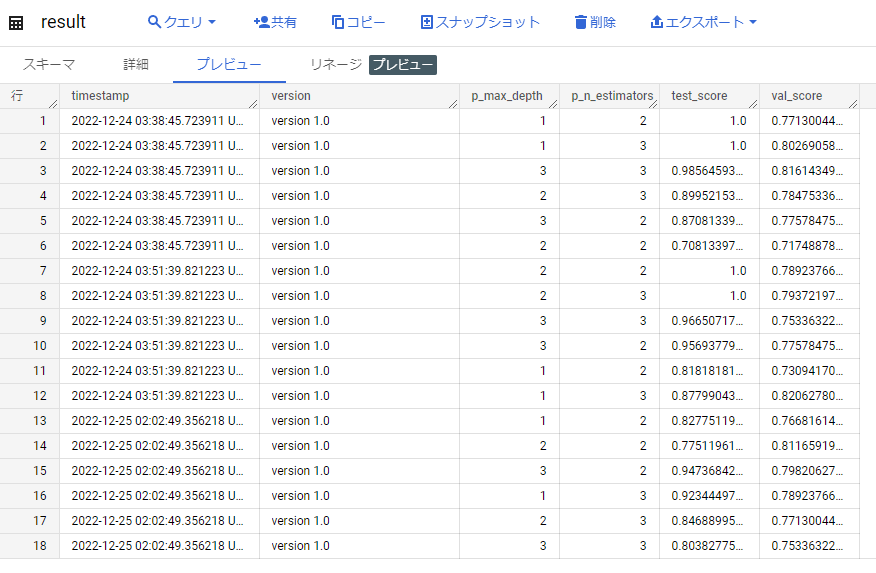 result クエリ 共有 コピー スナップショット 削除 エクスポート
スキーマ 詳細 プレビュー リネージ プレビュー
行 timestamp version p_max_depth p_n_estimators test_score val_score
1 2022-12-24 03:38:45.723911 U... version 1.0 1 2 1.0 0.77130044...
2 2022-12-24 03:38:45.723911 U... version 1.0 1 3 1.0 0.80269058...
3 2022-12-24 03:38:45.723911 U... version 1.0 3 3 0.98564593... 0.81614349...
4 2022-12-24 03:38:45.723911 U... version 1.0 2 3 0.89952153... 0.78475336...
5 2022-12-24 03:38:45.723911 U... version 1.0 3 2 0.87081339... 0.77578475...
6 2022-12-24 03:38:45.723911 U... version 1.0 2 2 0.70813397... 0.71748878...
7 2022-12-24 03:51:39.821223 U... version 1.0 2 2 1.0 0.78923766...
8 2022-12-24 03:51:39.821223 U... version 1.0 2 3 1.0 0.79372197...
9 2022-12-24 03:51:39.821223 U... version 1.0 3 3 0.96650717... 0.75336322...
10 2022-12-24 03:51:39.821223 U... version 1.0 3 2 0.95693779... 0.77578475...
11 2022-12-24 03:51:39.821223 U... version 1.0 1 2 0.81818181... 0.73094170...
12 2022-12-24 03:51:39.821223 U... version 1.0 1 3 0.87799043... 0.82062780...
13 2022-12-25 02:02:49.356218 U... version 1.0 1 2 0.82775119... 0.76681614...
14 2022-12-25 02:02:49.356218 U... version 1.0 2 2 0.77511961... 0.81165919...
15 2022-12-25 02:02:49.356218 U... version 1.0 3 2 0.94736842... 0.79820627...
16 2022-12-25 02:02:49.356218 U... version 1.0 1 3 0.92344497... 0.78923766...
17 2022-12-25 02:02:49.356218 U... version 1.0 2 3 0.84688995... 0.77130044...
18 2022-12-25 02:02:49.356218 U... version 1.0 3 3 0.80382775... 0.75336322...